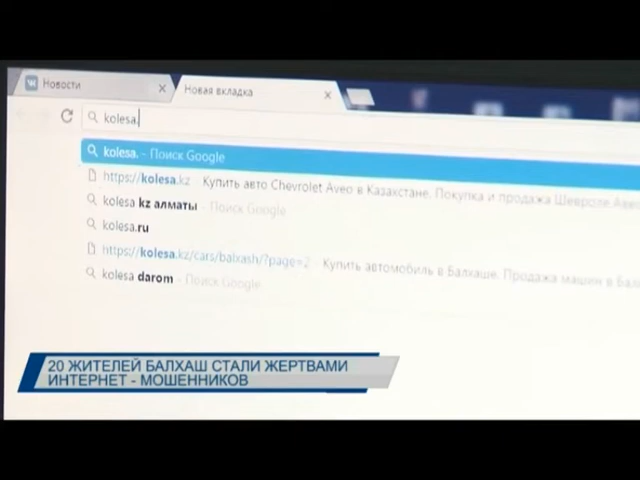 Новости
Новая вкладка
kolesa.
kolesa. - Поиск Google
https://kolesa.kz - Купить авто Chevrolet Aveo в Казахстане. Покупка и продажа Шевроле Авео
kolesa kz алматы - Поиск Google
kolesa.ru
https://kolesa.kz/cars/balxash/?page=2 - Купить автомобиль в Балхаше. Продажа машин в
kolesa darom - Поиск Google
20 ЖИТЕЛЕЙ БАЛХАШ СТАЛИ ЖЕРТВАМИ
ИНТЕРНЕТ - МОШЕННИКОВ